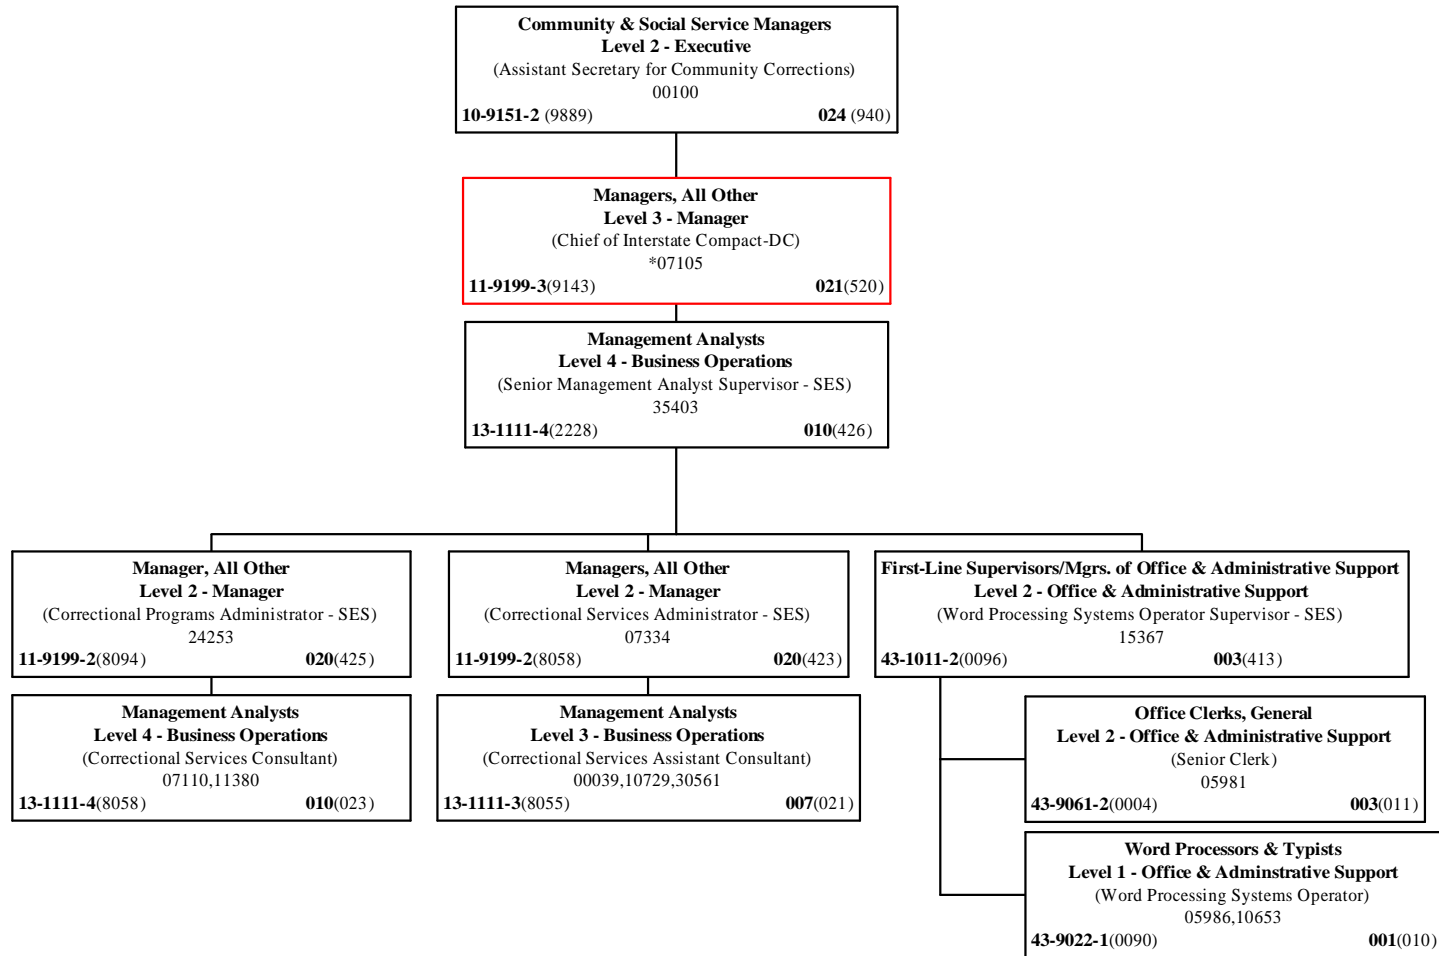 Community & Social Service Managers
Level 2 - Executive
(Assistant Secretary for Community Corrections)
00100
10-9151-2 (9889) 024 (940)
Managers, All Other
Level 3 - Manager
(Chief of Interstate Compact-DC)
*07105
11-9199-3(9143) 021(520)
Management Analysts
Level 4 - Business Operations
(Senior Management Analyst Supervisor - SES)
35403
13-1111-4(2228) 010(426)
Manager, All Other
Level 2 - Manager
(Correctional Programs Administrator - SES)
24253
11-9199-2(8094) 020(425)
Management Analysts
Level 4 - Business Operations
(Correctional Services Consultant)
07110,11380
13-1111-4(8058) 010(023)
Managers, All Other
Level 2 - Manager
(Correctional Services Administrator - SES)
07334
11-9199-2(8058) 020(423)
Management Analysts
Level 3 - Business Operations
(Correctional Services Assistant Consultant)
00039,10729,30561
13-1111-3(8055) 007(021)
First-Line Supervisors/Mgrs. of Office & Administrative Support
Level 2 - Office & Administrative Support
(Word Processing Systems Operator Supervisor - SES)
15367
43-1011-2(0096) 003(413)
Office Clerks, General
Level 2 - Office & Administrative Support
(Senior Clerk)
05981
43-9061-2(0004) 003(011)
Word Processors & Typists
Level 1 - Office & Adminstrative Support
(Word Processing Systems Operator)
05986,10653
43-9022-1(0090) 001(010)